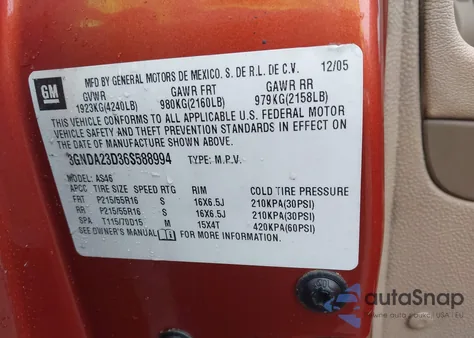 GM
MFD BY GENERAL MOTORS DE MEXICO. S. DE R.L. DE C.V. 12/05
GVWR GAWR FRT GAWR RR
1923KG(4240LB) 980KG(2160LB) 979KG(2158LB)
THIS VEHICLE CONFORMS TO ALL APPLICABLE U.S. FEDERAL MOTOR
VEHICLE SAFETY AND THEFT PREVENTION STANDARDS IN EFFECT ON
THE DATE OF MANUFACTURE SHOWN ABOVE.
3GNDA23D36S588994 TYPE: M.P.V.
MODEL: AS46
APCC TIRE SIZE SPEED RTG RIM COLD TIRE PRESSURE
FRT P215/55R16 S 16X6.5J 210KPA(30PSI)
RR P215/55R16 S 16X6.5J 210KPA(30PSI)
SPA T115/70D15 M 15X4T 420KPA(60PSI)
SEE OWNER'S MANUAL FOR MORE INFORMATION.
autoSnap